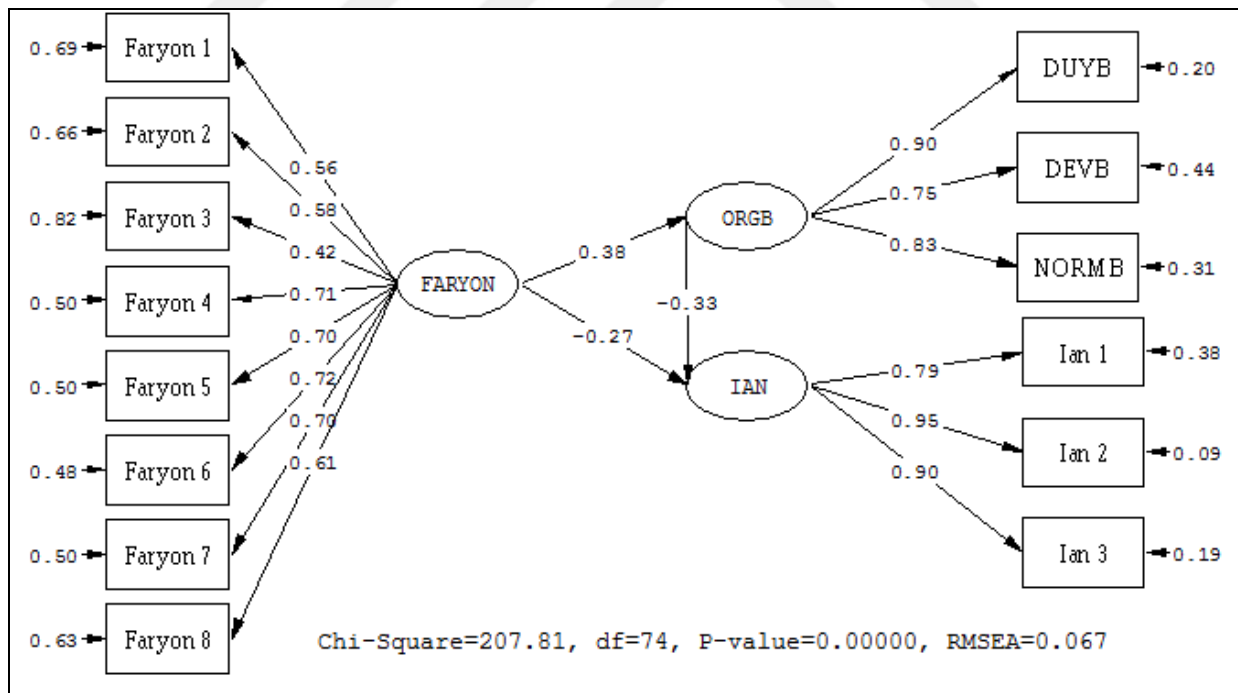 0.69 Faryon 1
0.66 Faryon 2
0.82 Faryon 3
0.50 Faryon 4
0.50 Faryon 5
0.48 Faryon 6
0.50 Faryon 7
0.63 Faryon 8
0.56
0.58
0.42
0.71
0.70
0.72
0.70
0.61
FARYON
0.38
-0.27
ORGB
-0.33
IAN
0.90
0.75
0.83
0.79
0.95
0.90
DUYB 0.20
DEVB 0.44
NORMB 0.31
Ian 1 0.38
Ian 2 0.09
Ian 3 0.19
Chi-Square=207.81, df=74, P-value=0.00000, RMSEA=0.067